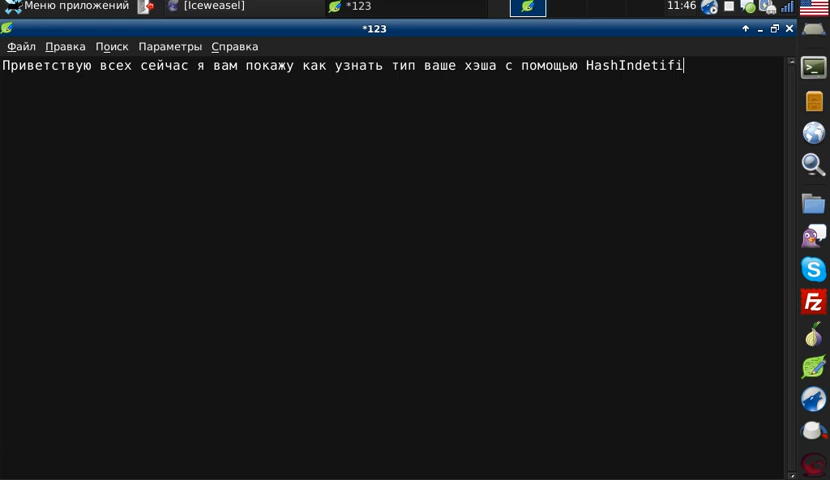 Меню приложений [Iceweasel] *123 11:46
*123
Файл Правка Поиск Параметры Справка
Приветствую всех сейчас я вам покажу как узнать тип ваше хэша с помощью HashIndetifi